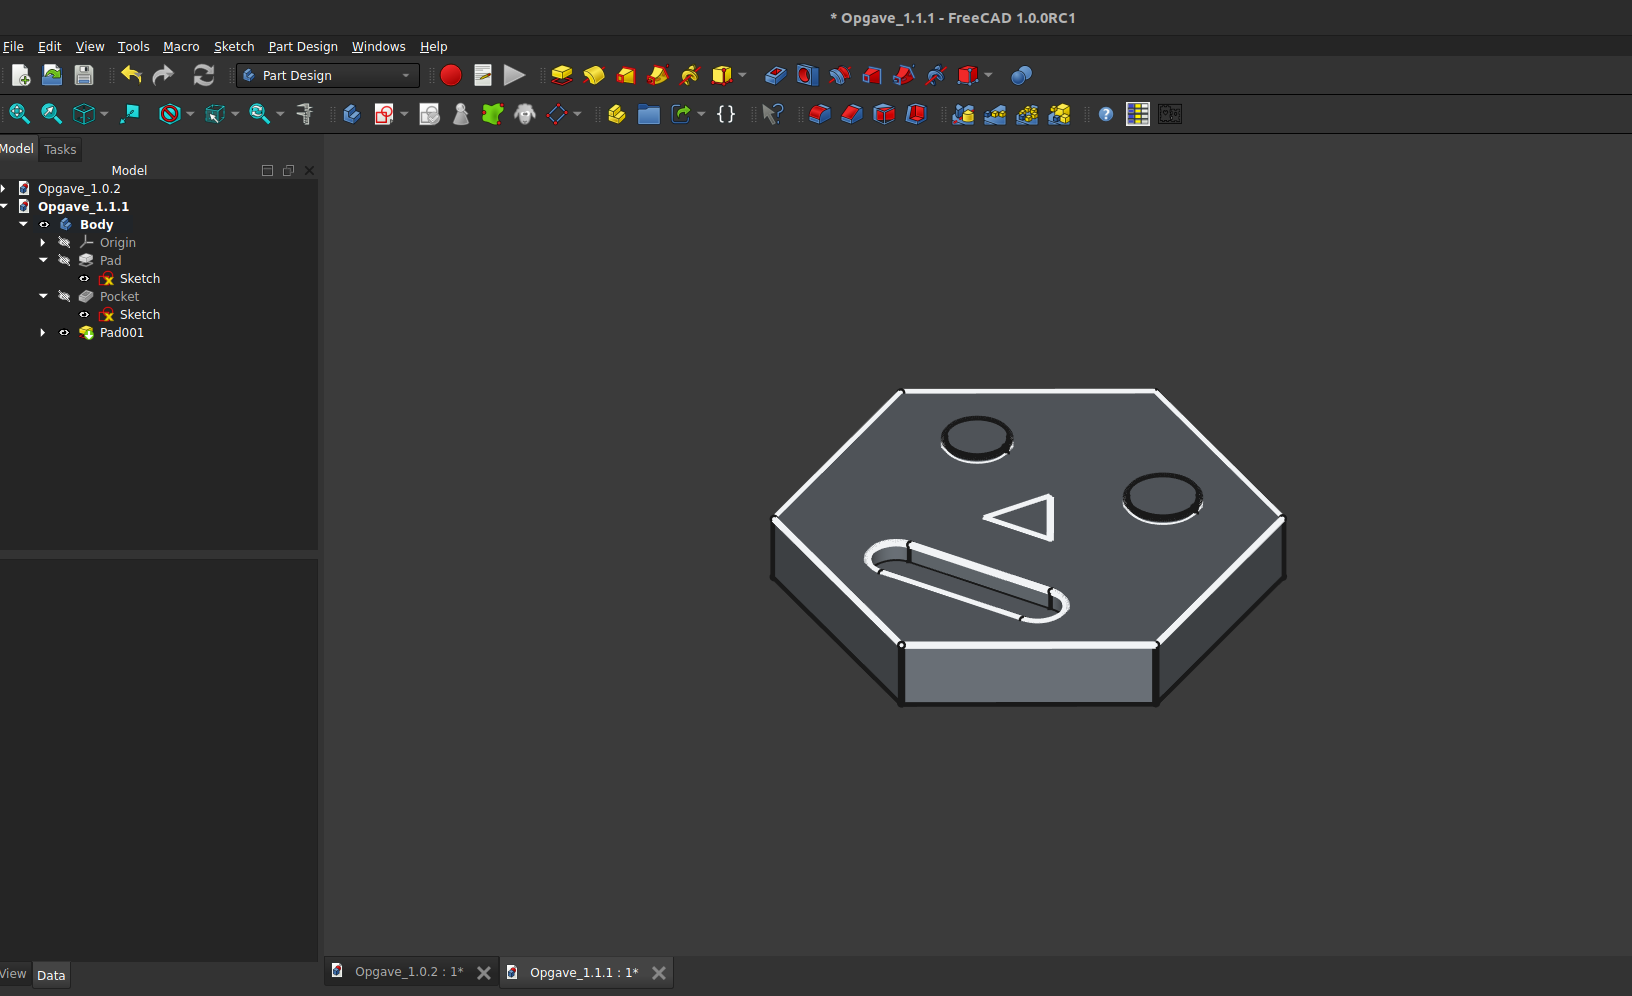 * Opgave_1.1.1 - FreeCAD 1.0.0RC1
File Edit View Tools Macro Sketch Part Design Windows Help
Part Design
Model Tasks
Model
Opgave_1.0.2
Opgave_1.1.1
Body
Origin
Pad
Sketch
Pocket
Sketch
Pad001
View Data
Opgave_1.0.2 : 1*
Opgave_1.1.1 : 1*